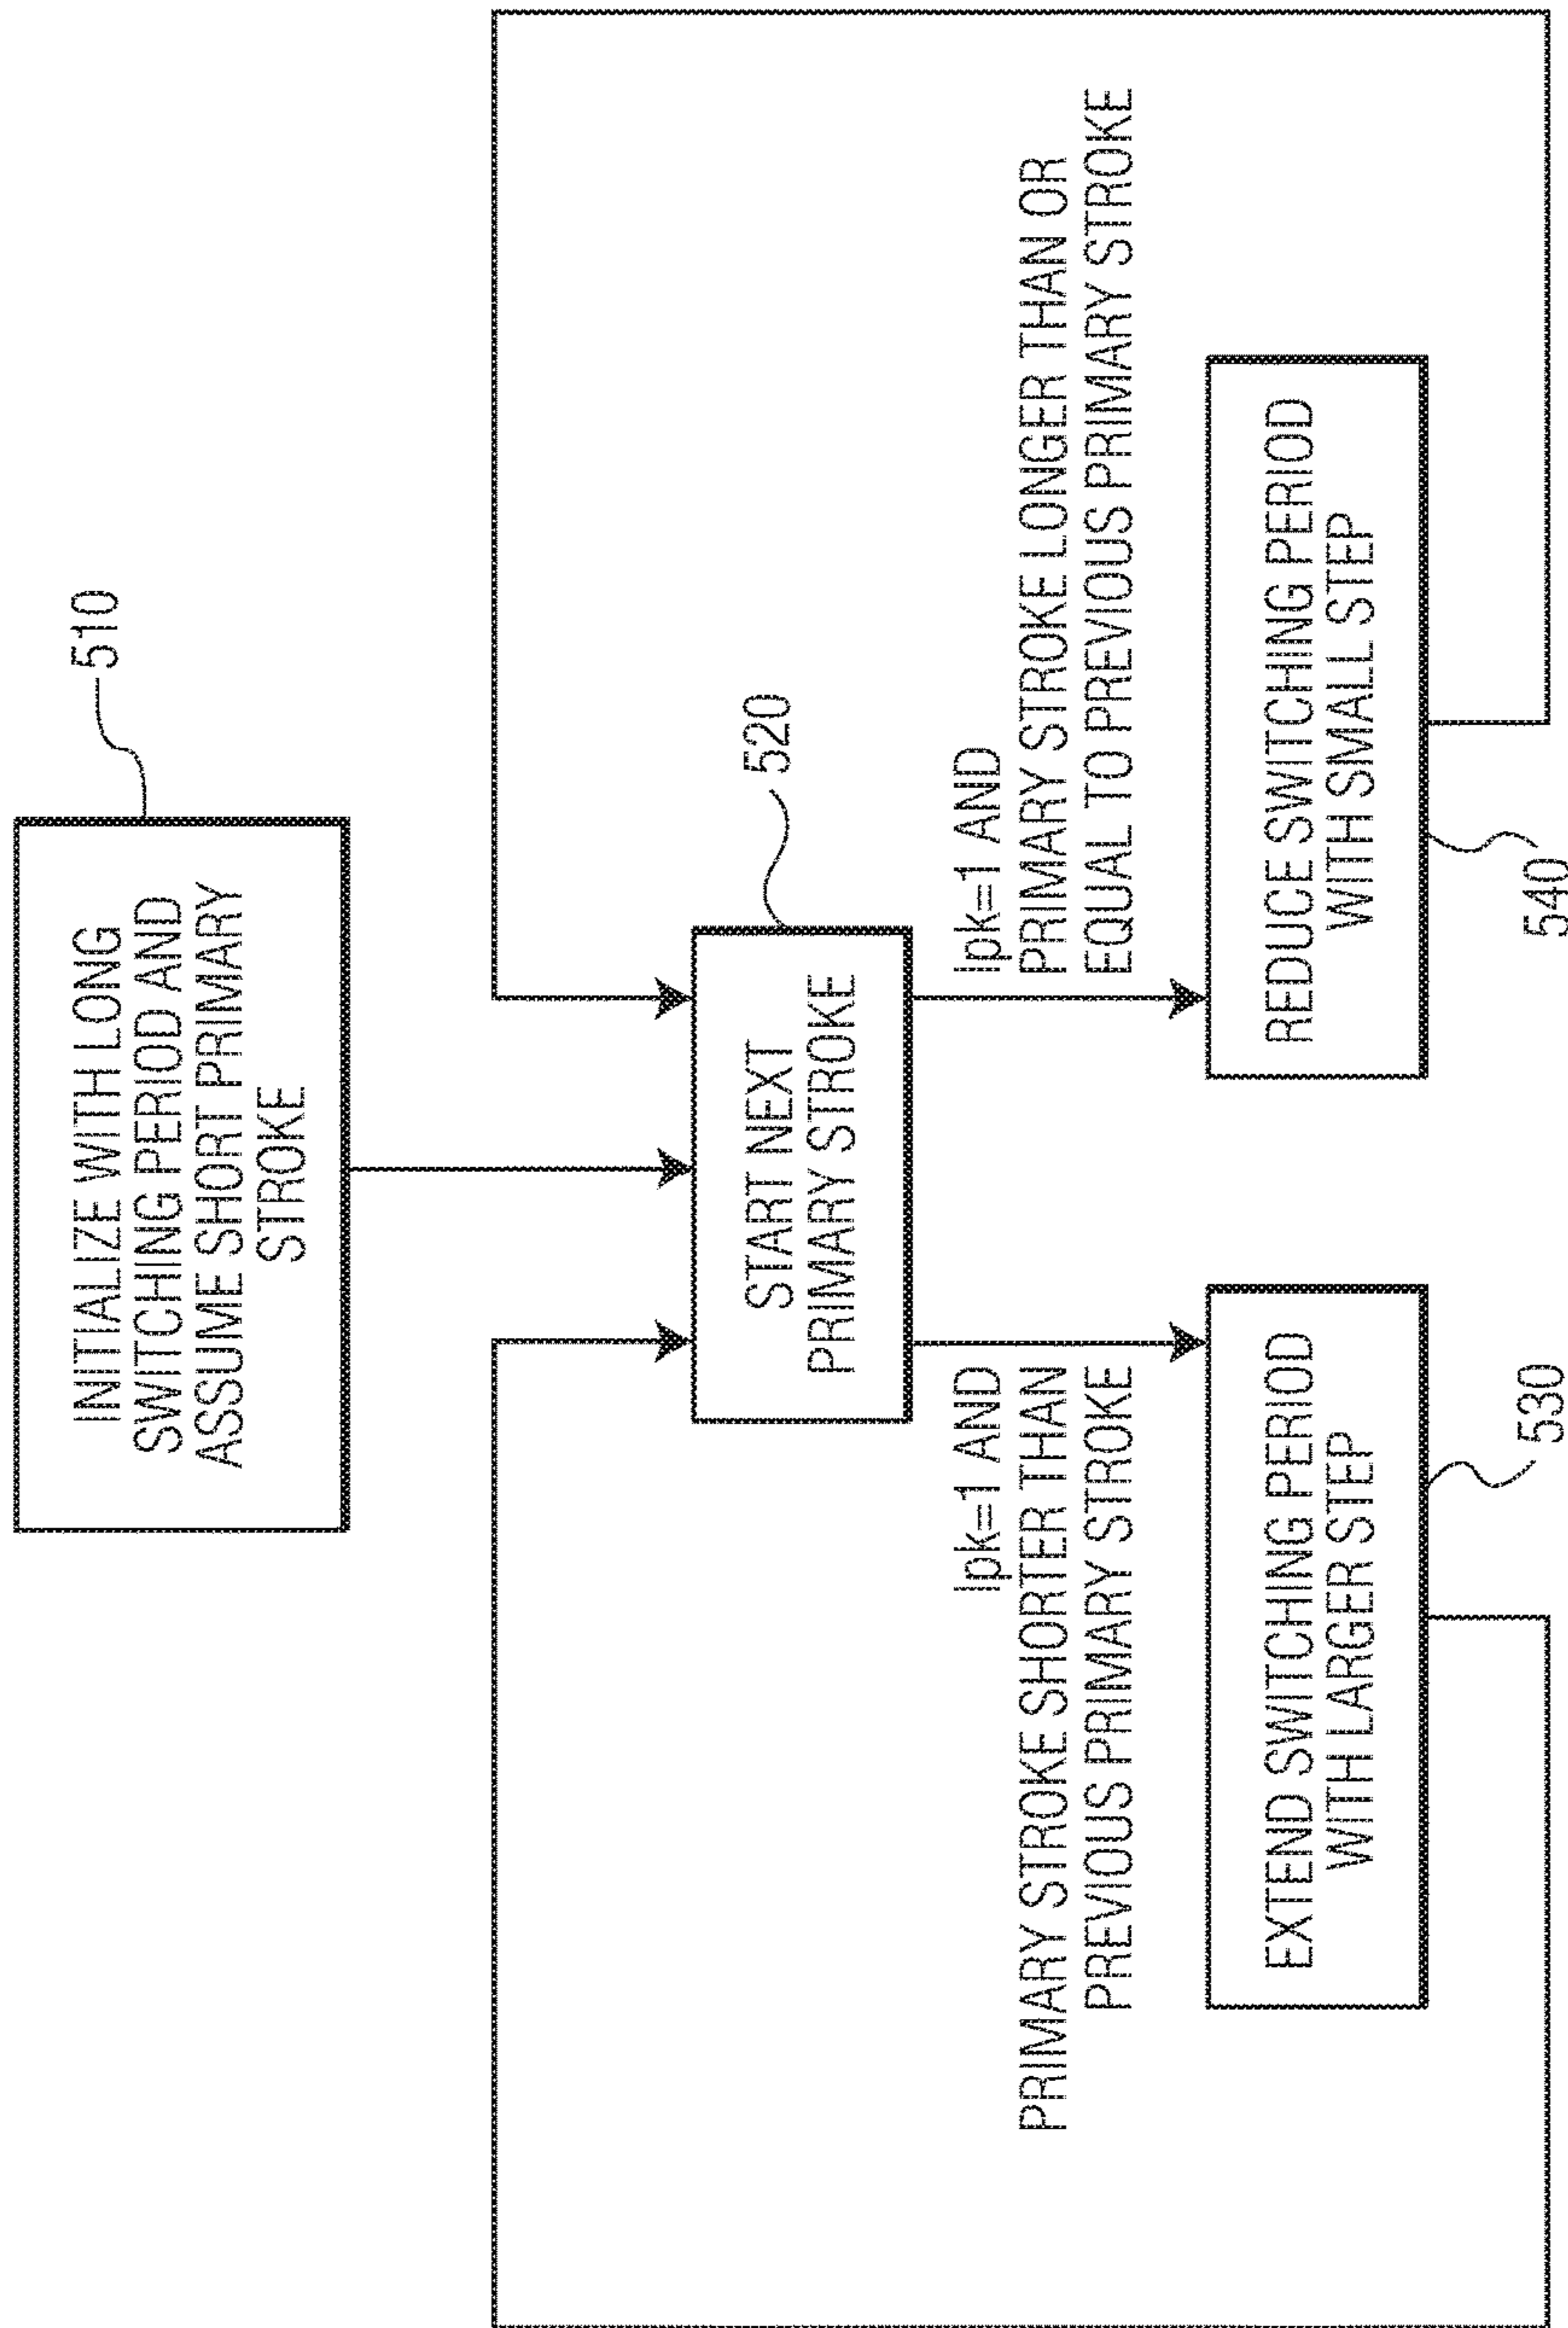 INITIALIZE WITH LONG
SWITCHING PERIOD AND
ASSUME SHORT PRIMARY
STROKE
510
START NEXT
PRIMARY STROKE
520
Ipk=1 AND
PRIMARY STROKE SHORTER THAN
PREVIOUS PRIMARY STROKE
Ipk=1 AND
PRIMARY STROKE LONGER THAN OR
EQUAL TO PREVIOUS PRIMARY STROKE
EXTEND SWITCHING PERIOD
WITH LARGER STEP
530
REDUCE SWITCHING PERIOD
WITH SMALL STEP
540